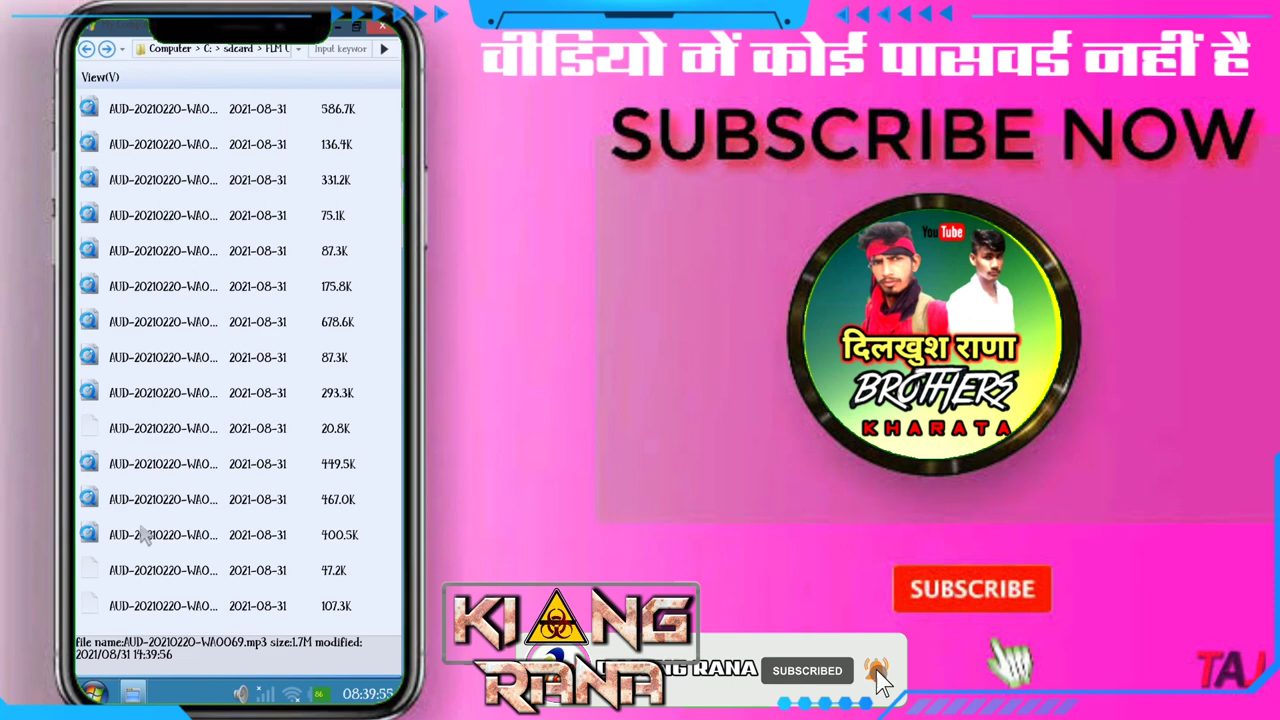 वीडियो में कोई पासवर्ड नहीं है
SUBSCRIBE NOW
Computer > C: > sdcard > FLM
Input keywor
View(V)
AUD-20210220-WA0... 2021-08-31 586.7K
AUD-20210220-WA0... 2021-08-31 136.4K
AUD-20210220-WA0... 2021-08-31 331.2K
AUD-20210220-WA0... 2021-08-31 75.1K
AUD-20210220-WA0... 2021-08-31 87.3K
AUD-20210220-WA0... 2021-08-31 175.8K
AUD-20210220-WA0... 2021-08-31 678.6K
AUD-20210220-WA0... 2021-08-31 87.3K
AUD-20210220-WA0... 2021-08-31 293.3K
AUD-20210220-WA0... 2021-08-31 20.8K
AUD-20210220-WA0... 2021-08-31 449.5K
AUD-20210220-WA0... 2021-08-31 467.0K
AUD-20210220-WA0... 2021-08-31 400.5K
AUD-20210220-WA0... 2021-08-31 47.2K
AUD-20210220-WA0... 2021-08-31 107.3K
file name:AUD-20210220-WA0069.mp3 size:1.7M modified:
2021/08/31 14:39:56
86
08:39:55
YouTube
दिलखुश राणा
BROTHERS
KHARATA
SUBSCRIBE
KIANG
RANA
RANA
SUBSCRIBED
TAJ